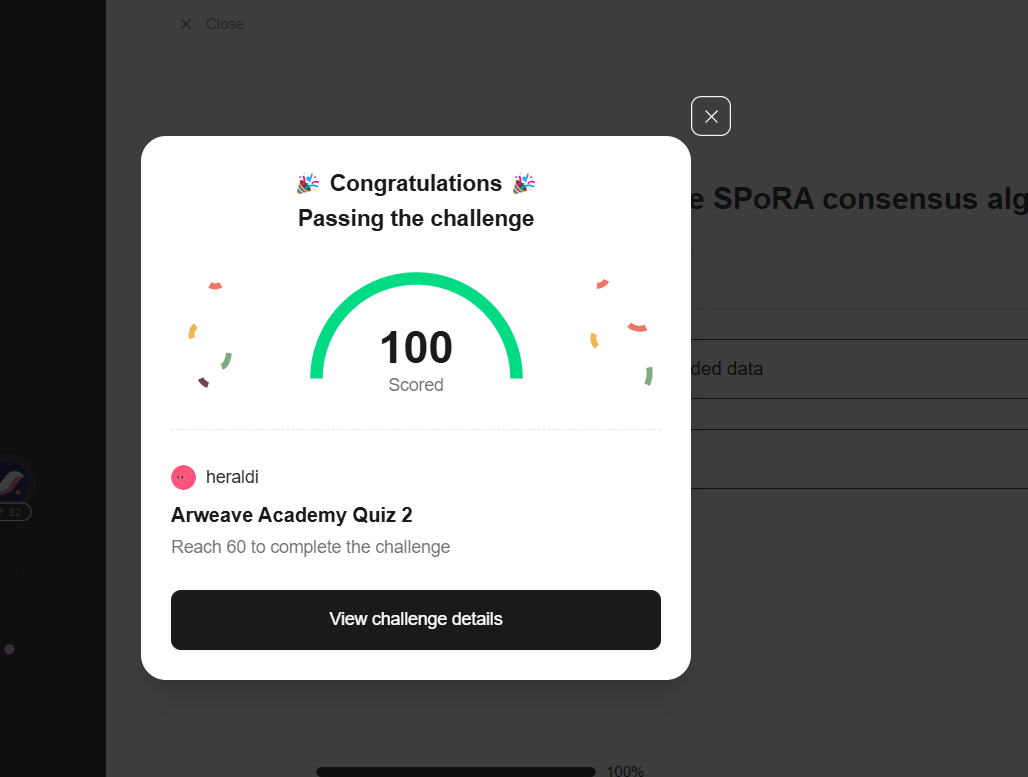 Close
Congratulations
Passing the challenge
e SPoRA consensus alg
100
Scored
ded data
heraldi
Arweave Academy Quiz 2
32
Reach 60 to complete the challenge
View challenge details
100%